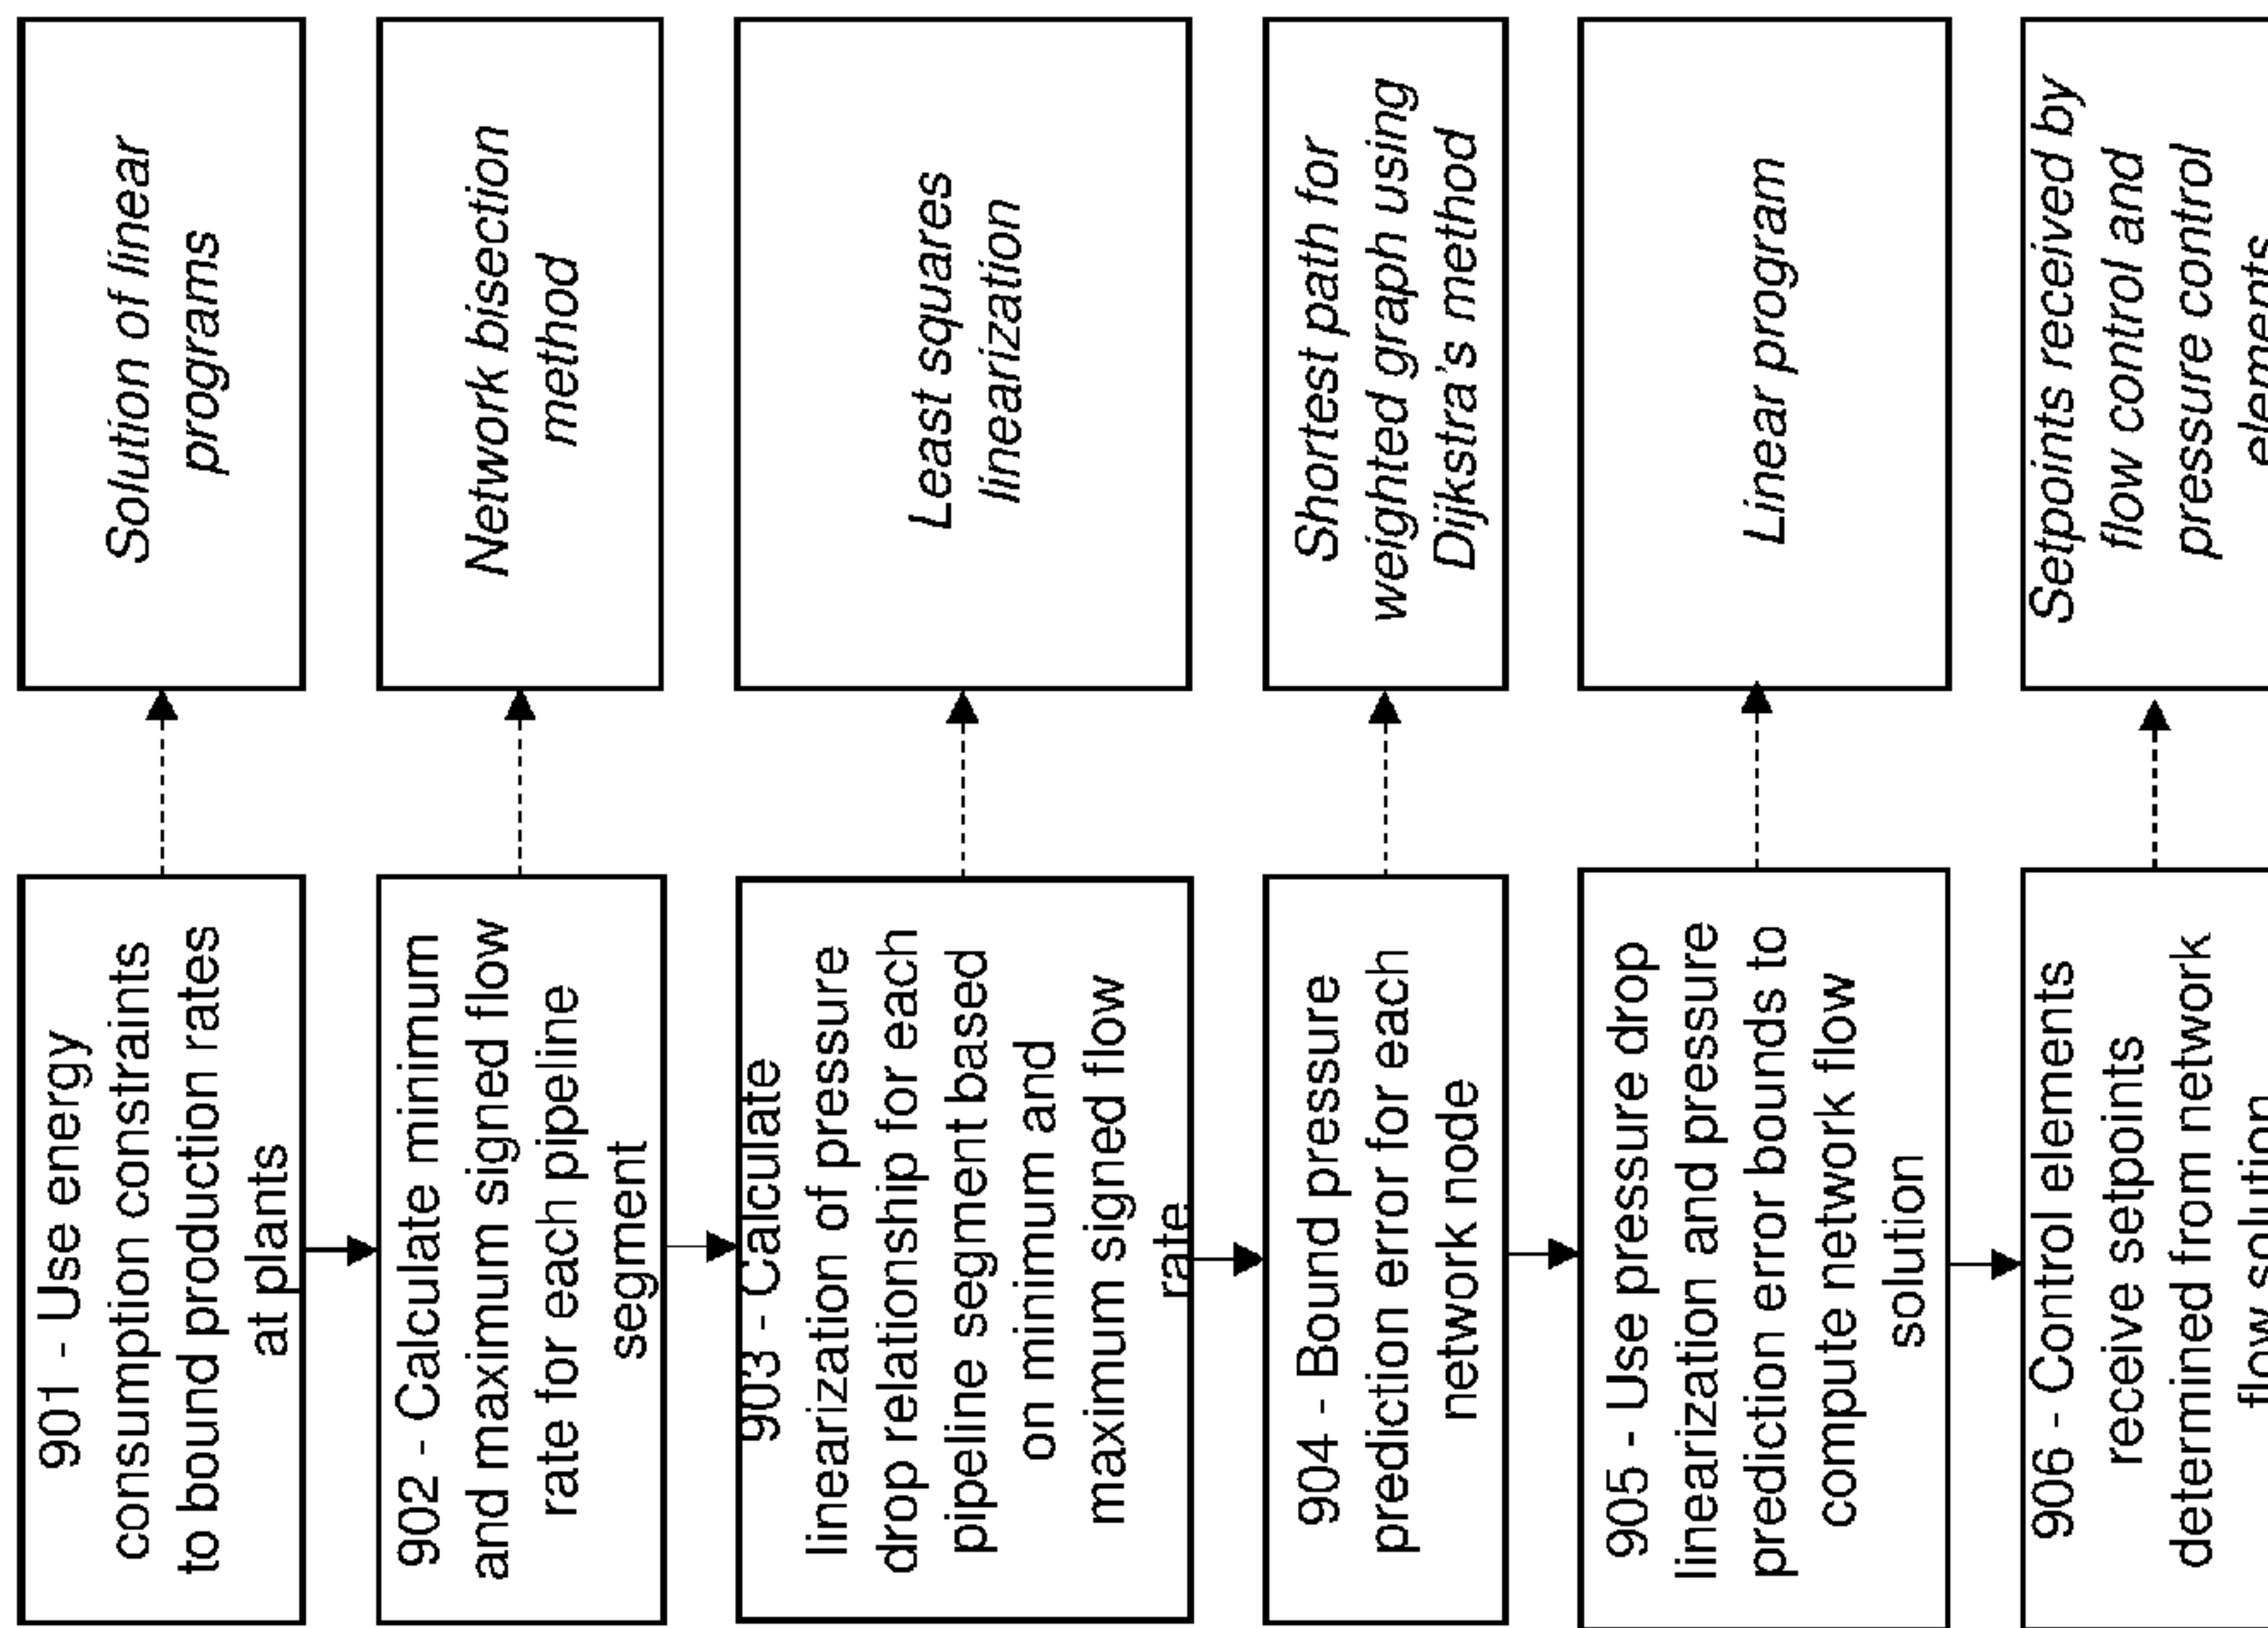 901 - Use energy
consumption constraints
to bound production rates
at plants
Solution of linear
programs
902 - Calculate minimum
and maximum signed flow
rate for each pipeline
segment
Network bisection
method
903 - Calculate
linearization of pressure
drop relationship for each
pipeline segment based
on minimum and
maximum signed flow
rate
Least squares
linearization
904 - Bound pressure
prediction error for each
network node
Shortest path for
weighted graph using
Dijkstra's method
905 - Use pressure drop
linearization and pressure
prediction error bounds to
compute network flow
solution
Linear program
906 - Control elements
receive setpoints
determined from network
flow solution
Setpoints received by
flow control and
pressure control
elements